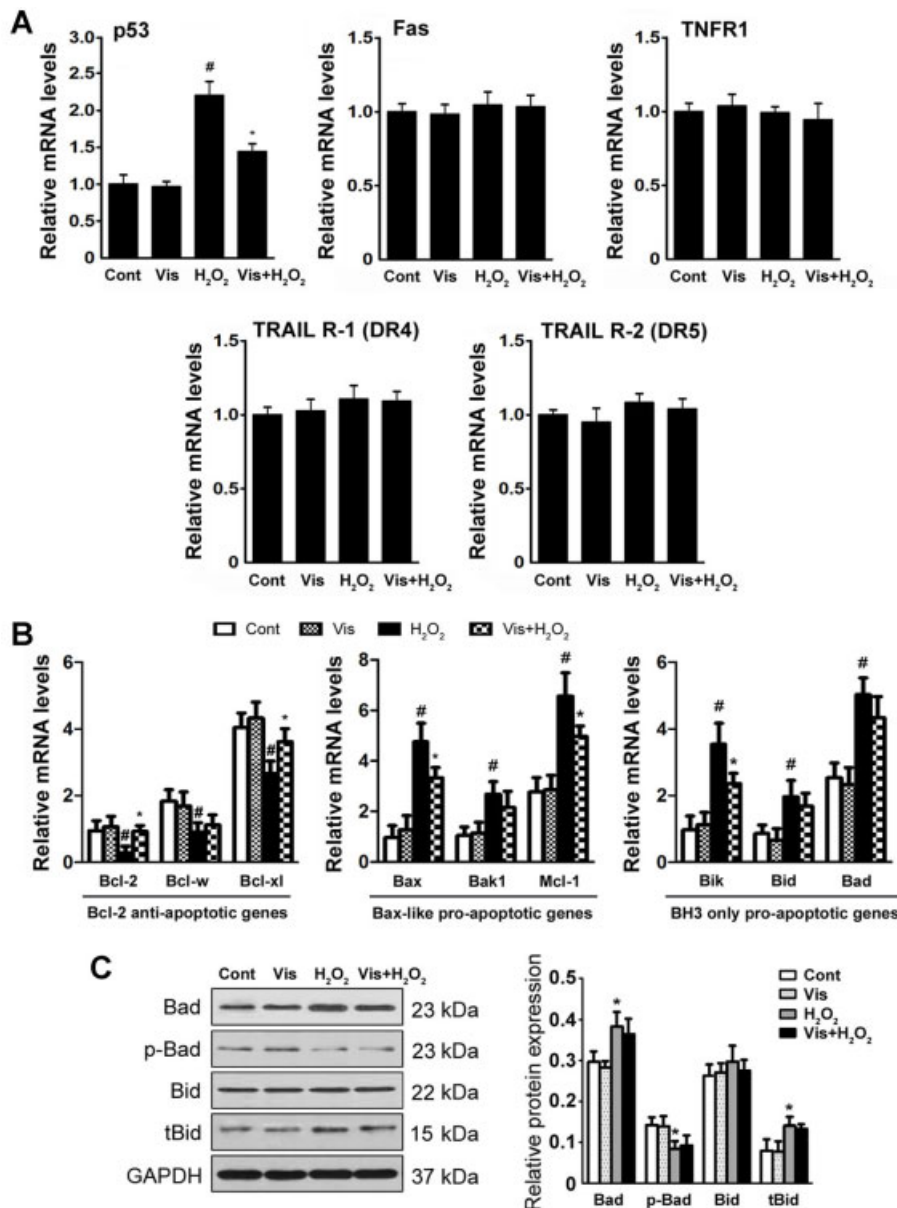 A
p53
Relative mRNA levels
3.0
2.5
2.0
1.5
1.0
0.5
0
#
*
Cont Vis H₂O₂ Vis+H₂O₂
Fas
Relative mRNA levels
1.5
1.0
0.5
0
Cont Vis H₂O₂ Vis+H₂O₂
TNFR1
Relative mRNA levels
1.5
1.0
0.5
0
Cont Vis H₂O₂ Vis+H₂O₂
TRAIL R-1 (DR4)
Relative mRNA levels
1.5
1.0
0.5
0
Cont Vis H₂O₂ Vis+H₂O₂
TRAIL R-2 (DR5)
Relative mRNA levels
1.5
1.0
0.5
0
Cont Vis H₂O₂ Vis+H₂O₂
B
Cont Vis H₂O₂ Vis+H₂O₂
Relative mRNA levels
6
4
2
0
# * # # *
Bcl-2 Bcl-w Bcl-xl
Bcl-2 anti-apoptotic genes
Relative mRNA levels
8
6
4
2
0
# * # # *
Bax Bak1 Mcl-1
Bax-like pro-apoptotic genes
Relative mRNA levels
6
4
2
0
# * # #
Bik Bid Bad
BH3 only pro-apoptotic genes
C
Cont Vis H₂O₂ Vis+H₂O₂
Bad 23 kDa
p-Bad 23 kDa
Bid 22 kDa
tBid 15 kDa
GAPDH 37 kDa
Relative protein expression
0.5
0.4
0.3
0.2
0.1
0
* * *
Cont
Vis
H₂O₂
Vis+H₂O₂
Bad p-Bad Bid tBid